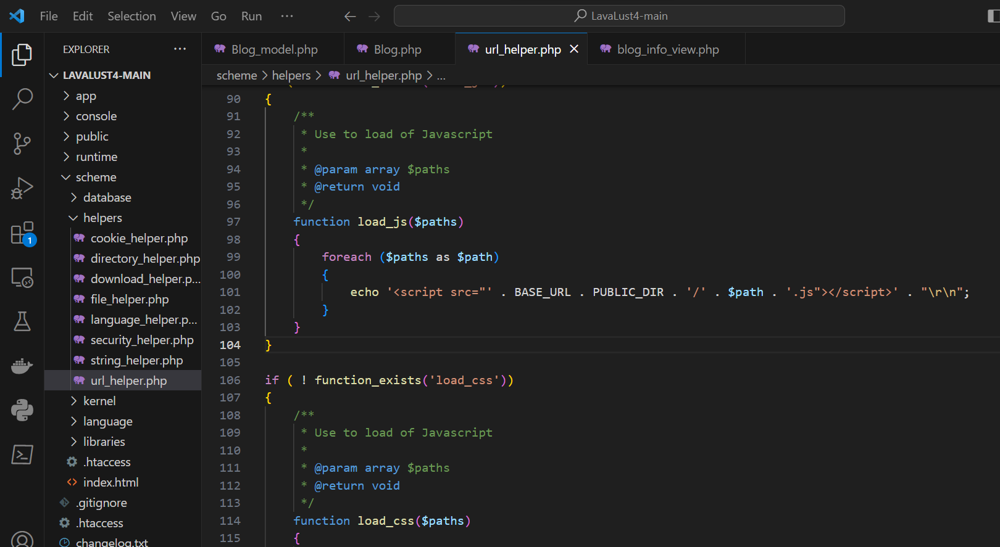 File Edit Selection View Go Run ···
LavaLust4-main
EXPLORER ···
LAVALUST4-MAIN
app
console
public
runtime
scheme
database
helpers
cookie_helper.php
directory_helper.php
download_helper.p...
file_helper.php
language_helper.p...
security_helper.php
string_helper.php
url_helper.php
kernel
language
libraries
.htaccess
index.html
.gitignore
.htaccess
changelog.txt
1
Blog_model.php
Blog.php
url_helper.php
blog_info_view.php
scheme > helpers > url_helper.php > ...
90 {
91 /**
92 * Use to load of Javascript
93 *
94 * @param array $paths
95 * @return void
96 */
97 function load_js($paths)
98 {
99 foreach ($paths as $path)
100 {
101 echo '<script src="' . BASE_URL . PUBLIC_DIR . '/' . $path . '.js"></script>' . "\r\n";
102 }
103 }
104 }
105
106 if ( ! function_exists('load_css'))
107 {
108 /**
109 * Use to load of Javascript
110 *
111 * @param array $paths
112 * @return void
113 */
114 function load_css($paths)
115 {